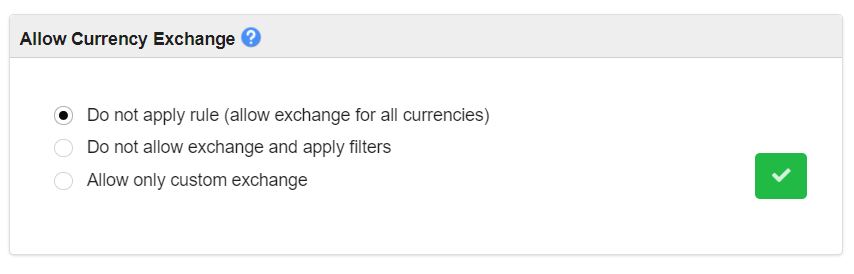 Allow Currency Exchange ?
Do not apply rule (allow exchange for all currencies)
Do not allow exchange and apply filters
Allow only custom exchange